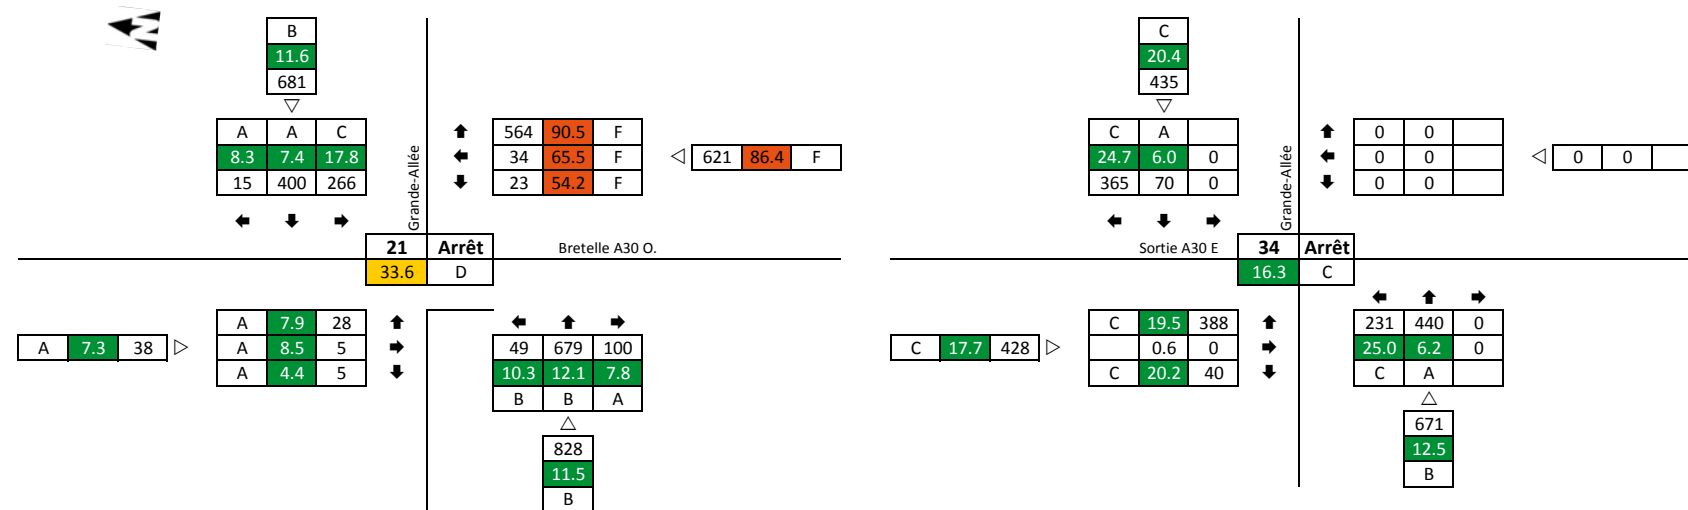 N
B
11.6
681
A A C
8.3 7.4 17.8
15 400 266
Grande-Allée
564 90.5 F
34 65.5 F
23 54.2 F
621 86.4 F
21 Arrêt
33.6 D
Bretelle A30 O.
A 7.3 38
A 7.9 28
A 8.5 5
A 4.4 5
49 679 100
10.3 12.1 7.8
B B A
828
11.5
B
C
20.4
435
C A
24.7 6.0 0
365 70 0
Grande-Allée
0 0
0 0
0 0
0 0
Sortie A30 E
34 Arrêt
16.3 C
C 17.7 428
C 19.5 388
0.6 0
C 20.2 40
231 440 0
25.0 6.2 0
C A
671
12.5
B